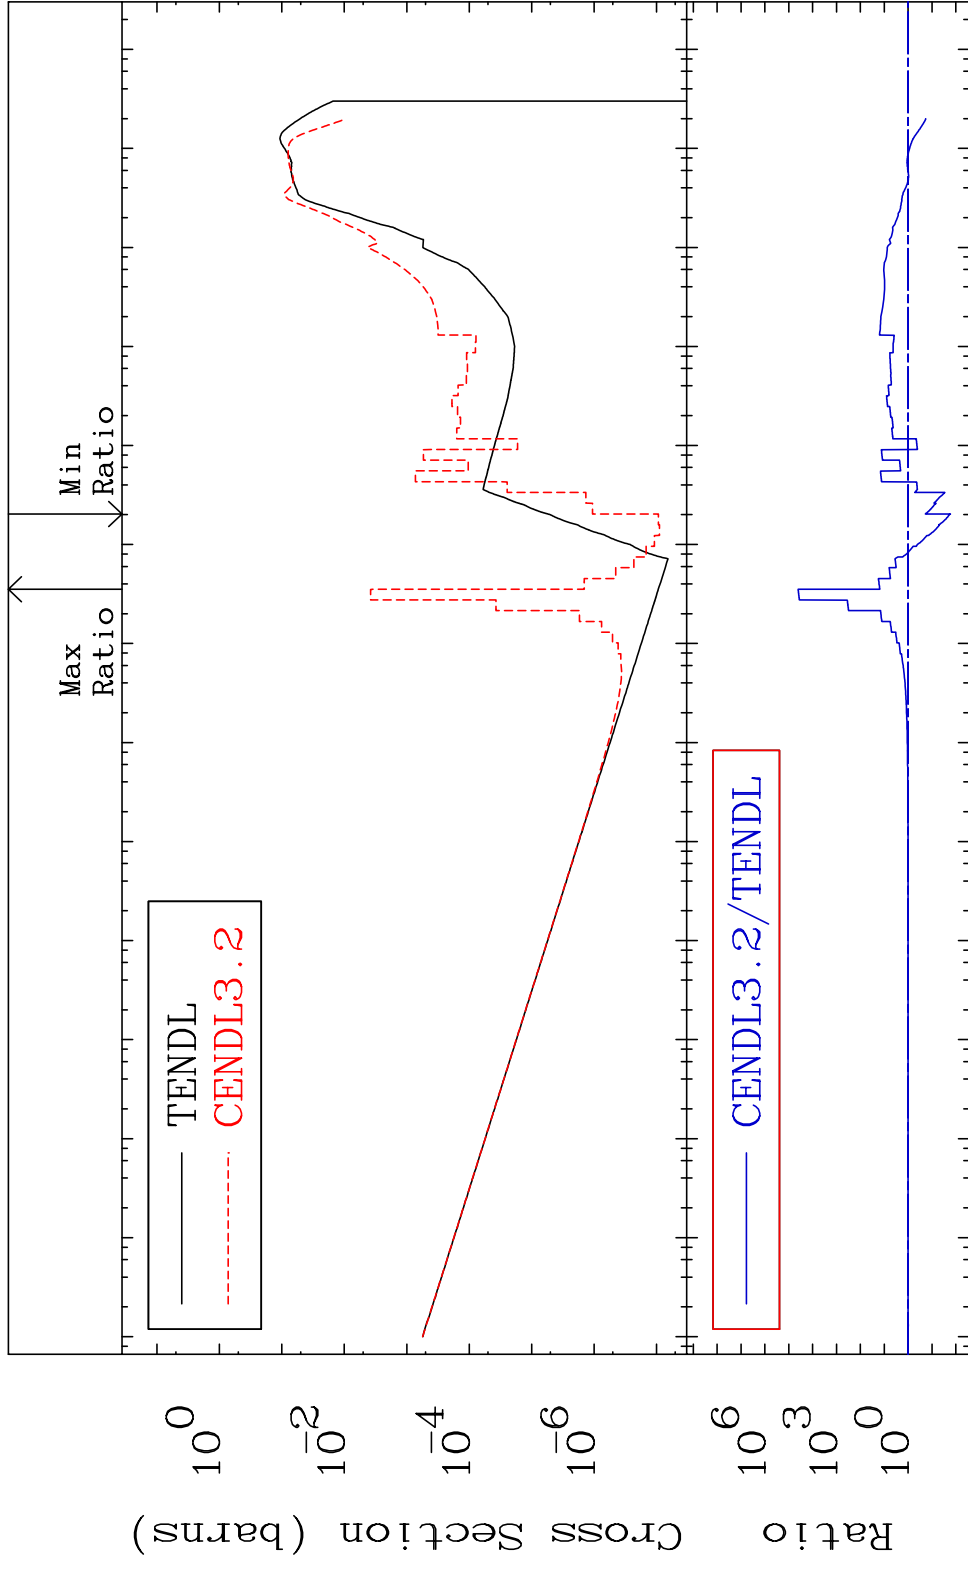 Max
Ratio
Min
Ratio
TENDL
CENDL3.2
10 0
10 -2
10 -4
10 -6
Cross Section (barns)
CENDL3.2/TENDL
10 6
10 3
10 0
Ratio